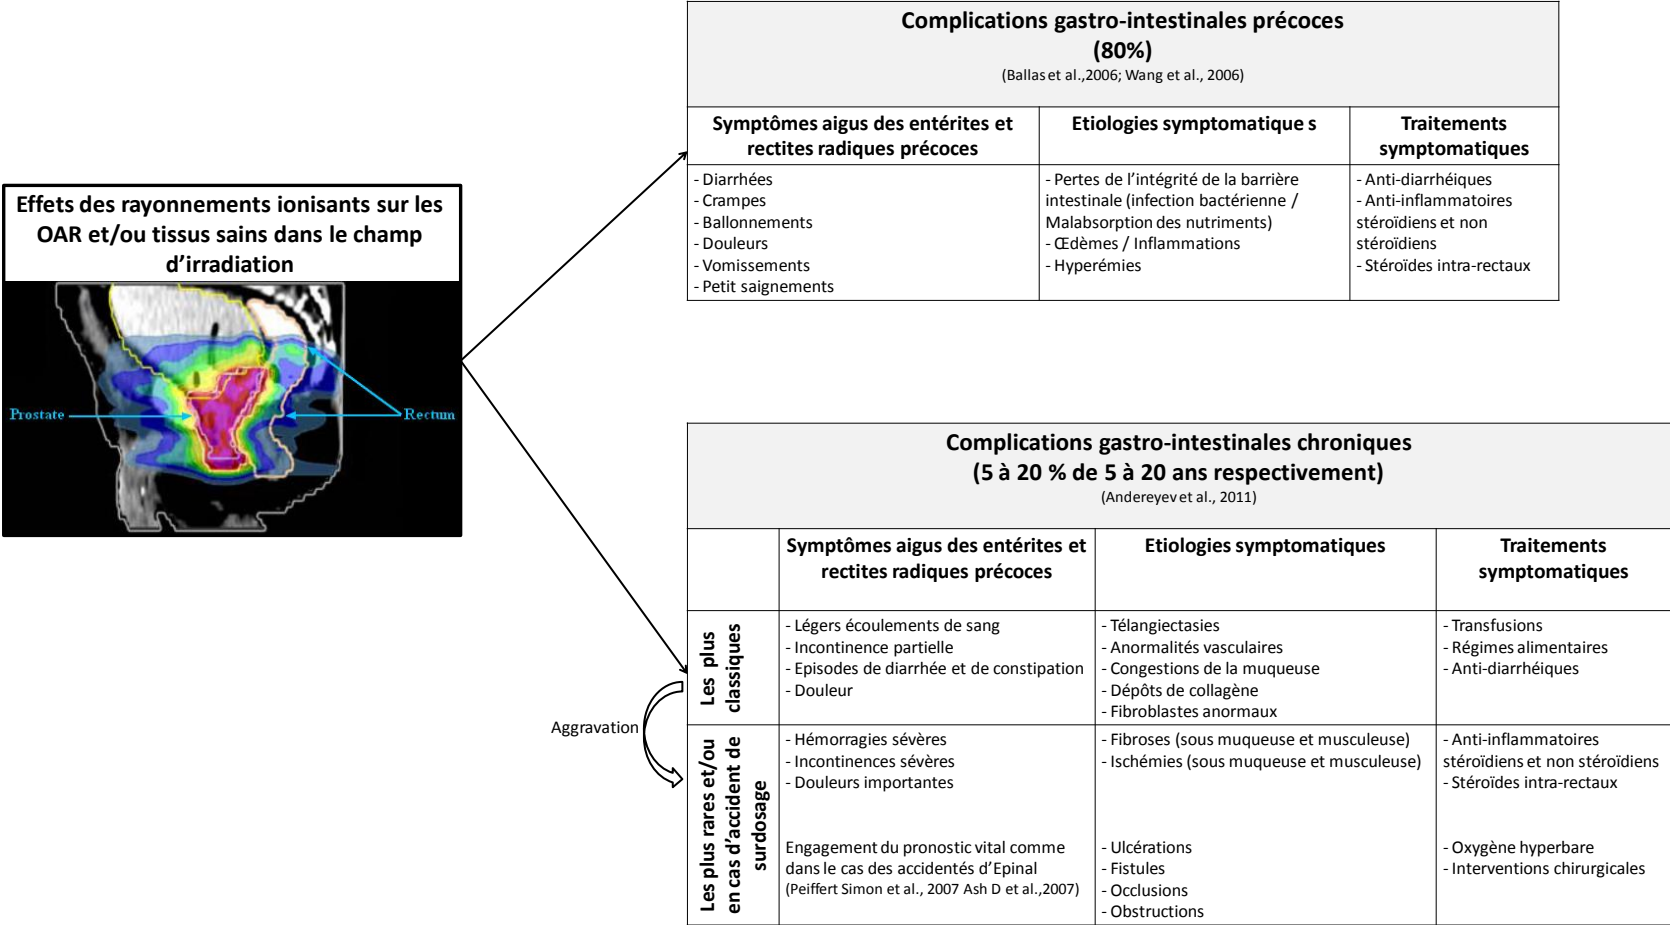 Effets des rayonnements ionisants sur les
OAR et/ou tissus sains dans le champ
d’irradiation
Prostate
Rectum
Complications gastro-intestinales précoces
(80%)
(Ballas et al.,2006; Wang et al., 2006)
Symptômes aigus des entérites et
rectites radiques précoces
Etiologies symptomatique s
Traitements
symptomatiques
- Diarrhées
- Crampes
- Ballonnements
- Douleurs
- Vomissements
- Petit saignements
- Pertes de l’intégrité de la barrière
intestinale (infection bactérienne /
Malabsorption des nutriments)
- Œdèmes / Inflammations
- Hyperémies
- Anti-diarrhéiques
- Anti-inflammatoires
stéroïdiens et non
stéroïdiens
- Stéroïdes intra-rectaux
Complications gastro-intestinales chroniques
(5 à 20 % de 5 à 20 ans respectivement)
(Andereyev et al., 2011)
Symptômes aigus des entérites et
rectites radiques précoces
Etiologies symptomatiques
Traitements
symptomatiques
Aggravation
Les plus
classiques
- Légers écoulements de sang
- Incontinence partielle
- Episodes de diarrhée et de constipation
- Douleur
- Télangiectasies
- Anormalités vasculaires
- Congestions de la muqueuse
- Dépôts de collagène
- Fibroblastes anormaux
- Transfusions
- Régimes alimentaires
- Anti-diarrhéiques
Les plus rares et/ou
en cas d’accident de
surdosage
- Hémorragies sévères
- Incontinences sévères
- Douleurs importantes
Engagement du pronostic vital comme
dans le cas des accidentés d’Epinal
(Peiffert Simon et al., 2007 Ash D et al.,2007)
- Fibroses (sous muqueuse et musculeuse)
- Ischémies (sous muqueuse et musculeuse)
- Ulcérations
- Fistules
- Occlusions
- Obstructions
- Anti-inflammatoires
stéroïdiens et non stéroïdiens
- Stéroïdes intra-rectaux
- Oxygène hyperbare
- Interventions chirurgicales